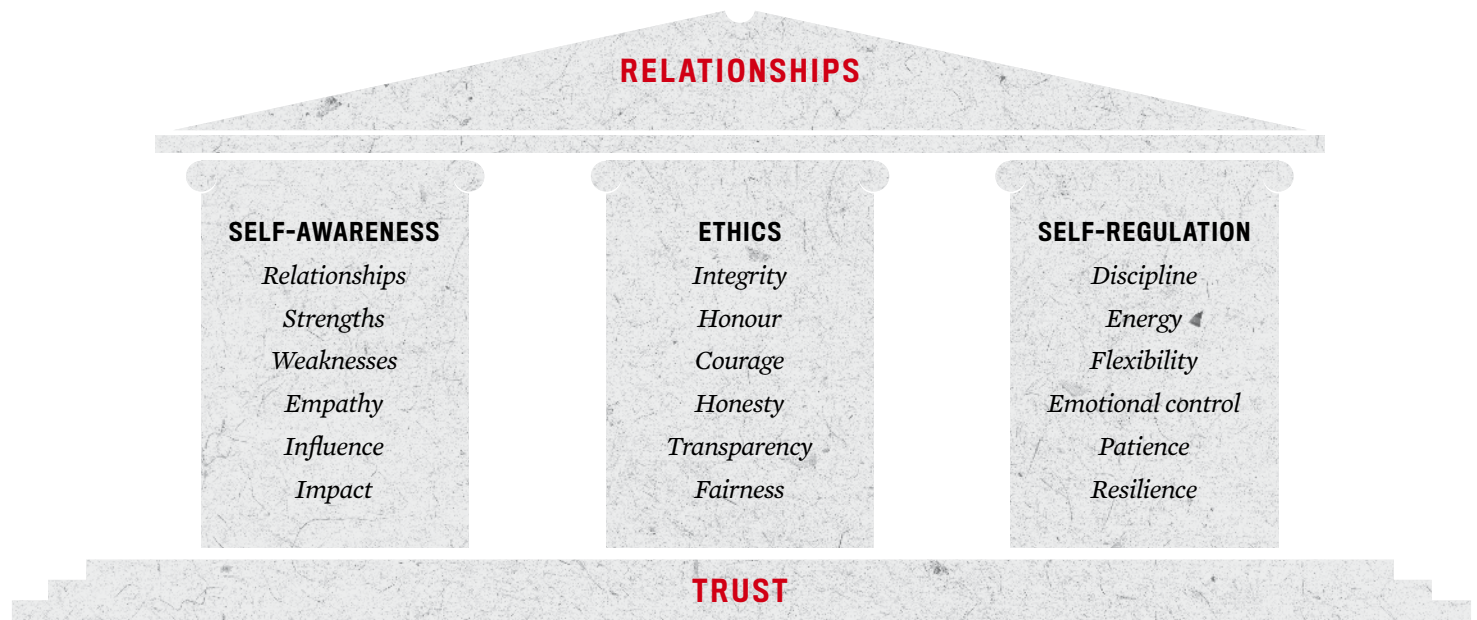 RELATIONSHIPS
SELF-AWARENESS
Relationships
Strengths
Weaknesses
Empathy
Influence
Impact
ETHICS
Integrity
Honour
Courage
Honesty
Transparency
Fairness
SELF-REGULATION
Discipline
Energy
Flexibility
Emotional control
Patience
Resilience
TRUST